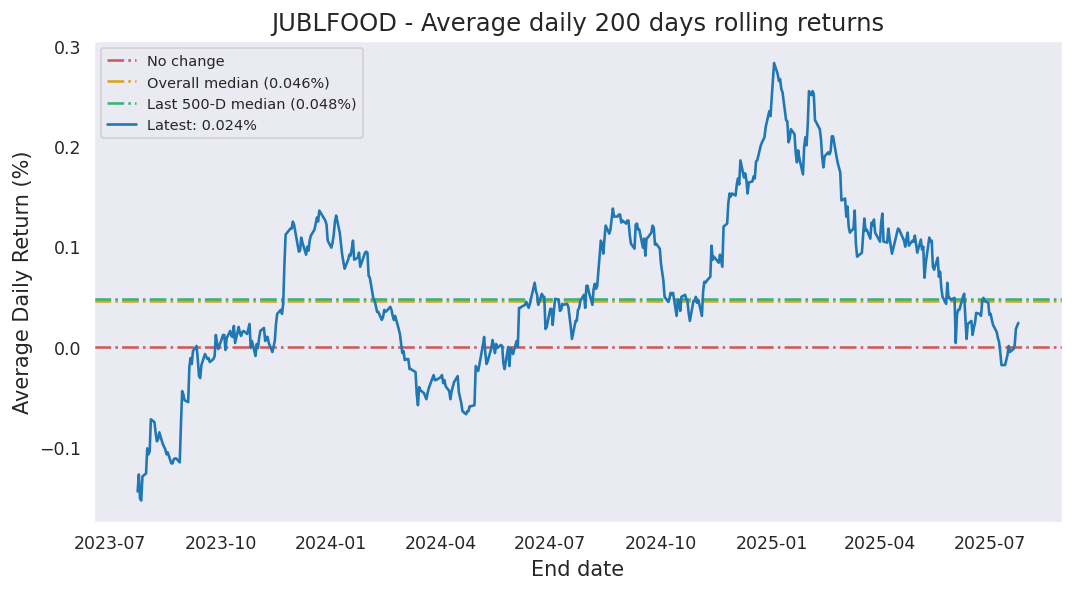 JUBLFOOD - Average daily 200 days rolling returns
No change
Overall median (0.046%)
Last 500-D median (0.048%)
Latest: 0.024%
Average Daily Return (%)
0.3
0.2
0.1
0.0
−0.1
2023-07 2023-10 2024-01 2024-04 2024-07 2024-10 2025-01 2025-04 2025-07
End date